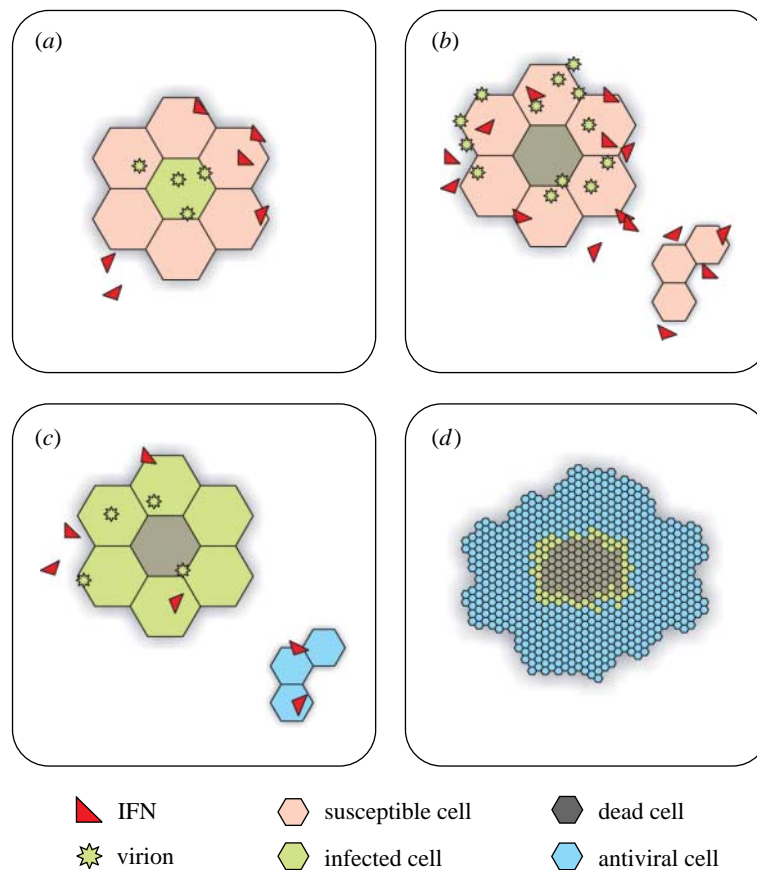 (a)
(b)
(c)
(d)
IFN
susceptible cell
dead cell
virion
infected cell
antiviral cell